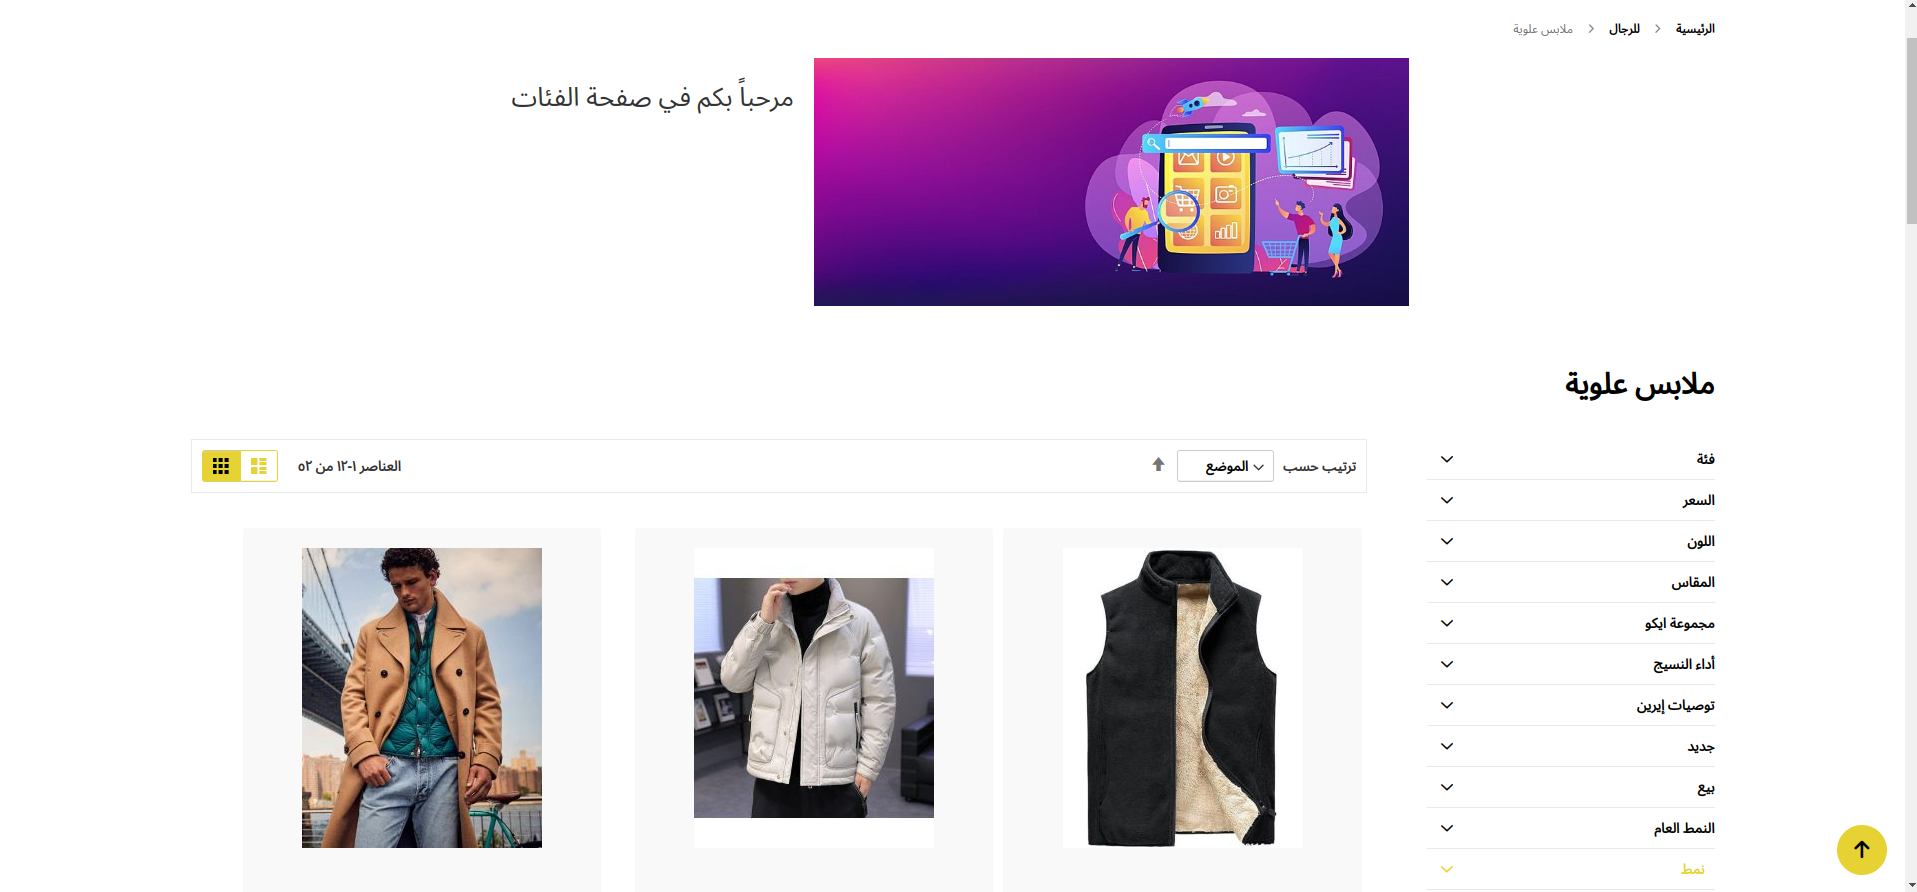 الرئيسية
للرجال
ملابس علوية
مرحباً بكم في صفحة الفئات
ملابس علوية
ترتيب حسب
الموضع
العناصر ١-١٢ من ٥٢
فئة
السعر
اللون
المقاس
مجموعة ايكو
أداء النسيج
توصيات إيرين
جديد
بيع
النمط العام
نمط